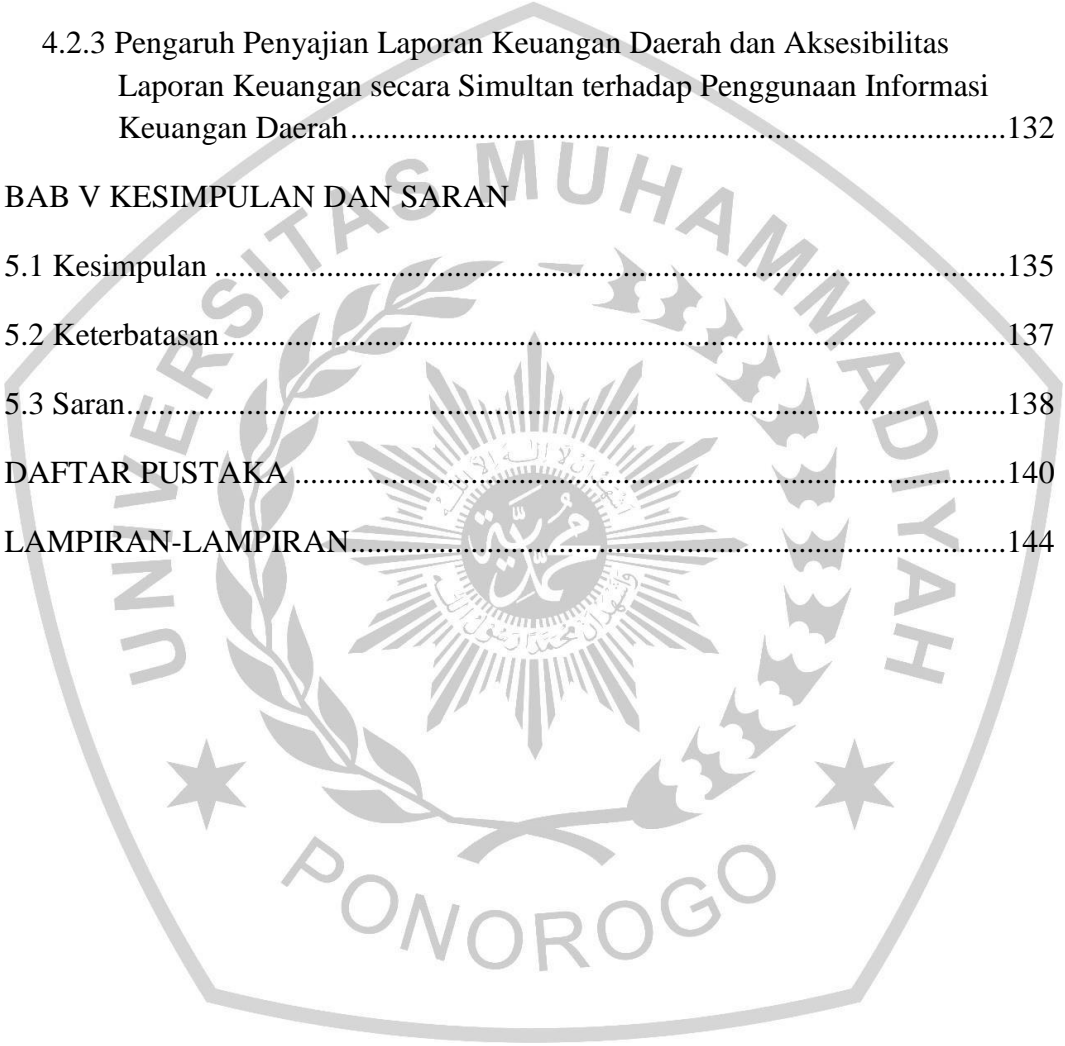 4.2.3 Pengaruh Penyajian Laporan Keuangan Daerah dan Aksesibilitas
Laporan Keuangan secara Simultan terhadap Penggunaan Informasi
Keuangan Daerah..................................................................................132
BAB V KESIMPULAN DAN SARAN
5.1 Kesimpulan ...................................................................................................135
5.2 Keterbatasan..................................................................................................137
5.3 Saran..............................................................................................................138
DAFTAR PUSTAKA .........................................................................................140
LAMPIRAN-LAMPIRAN..................................................................................144
UNIVERSITAS MUHAMMADIYAH
PONOROGO